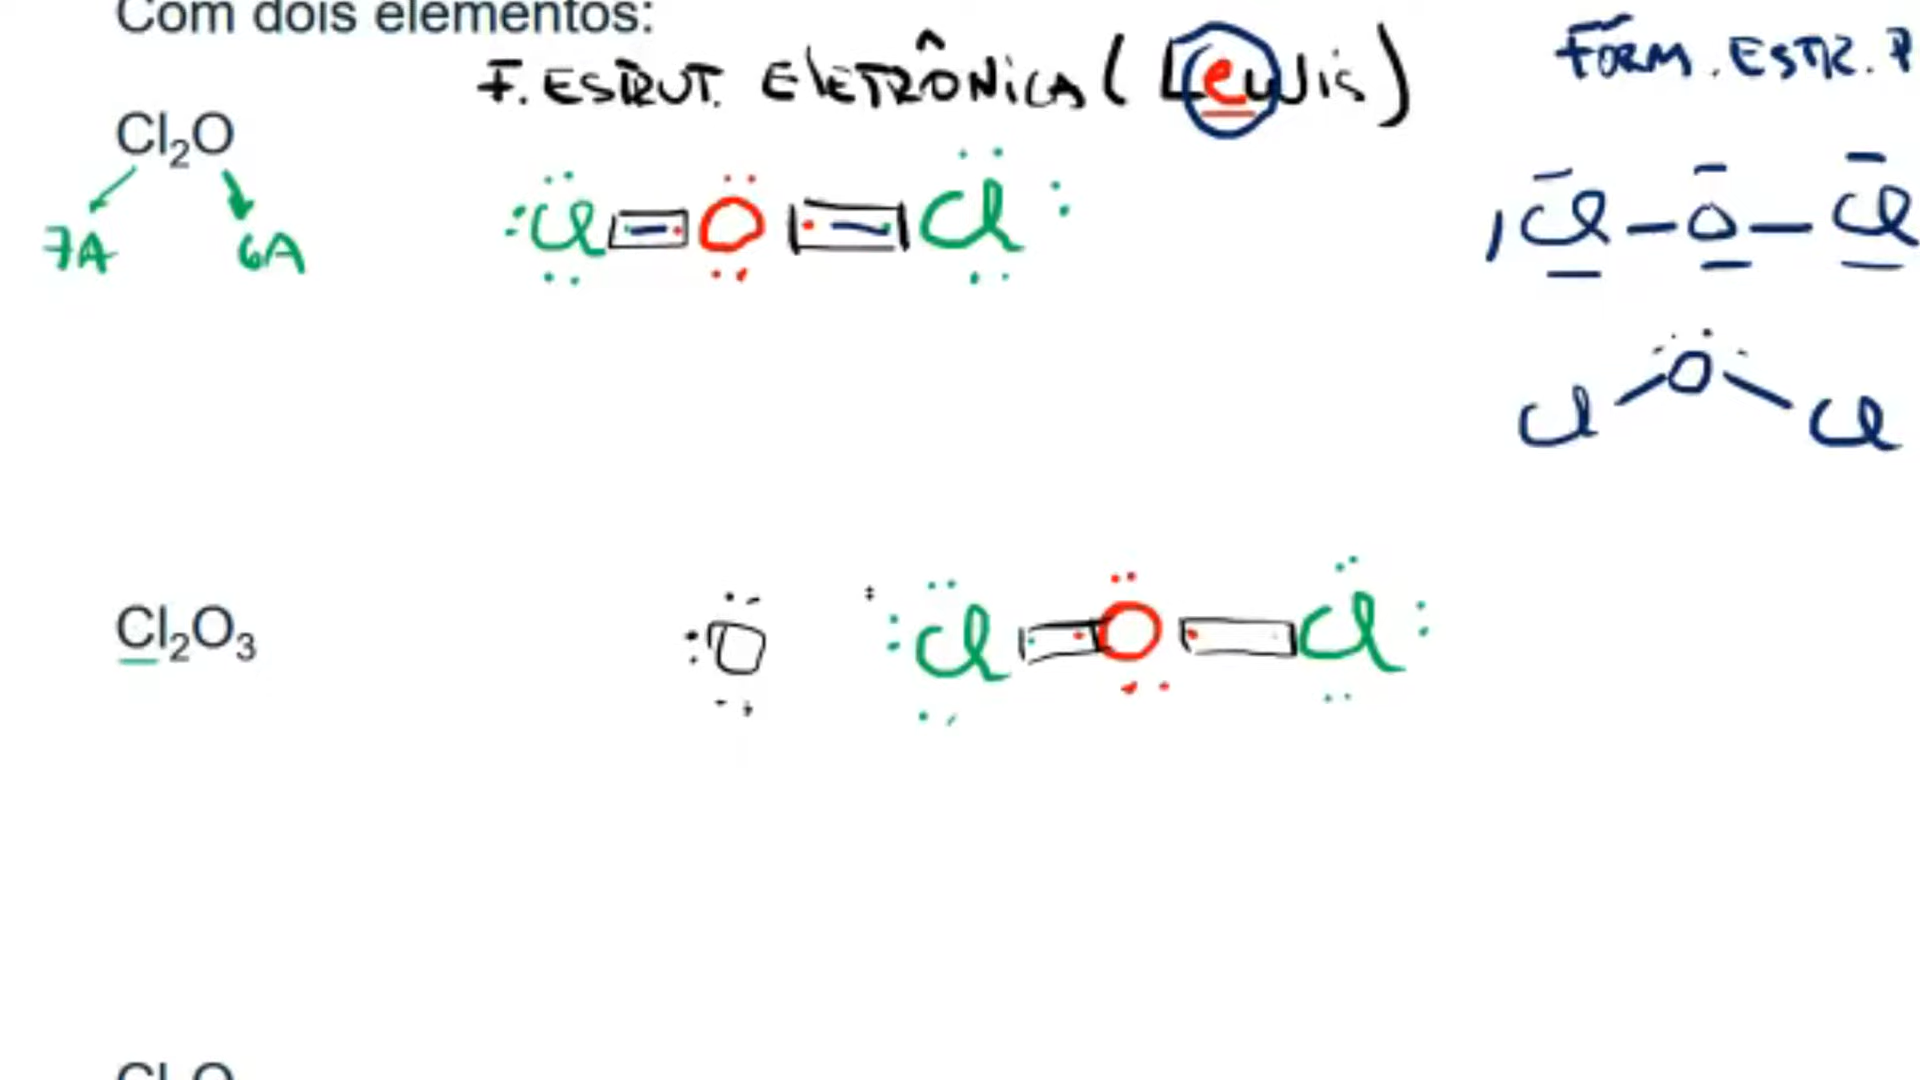 Com dois elementos:
F. ESTRUT. ELETRÔNICA (Lewis)
FÓRM. ESTR. P
Cl₂O
7A 6A
:Cl O Cl:
Cl – O – Cl
Cl O Cl
Cl₂O₃
O :Cl O Cl: